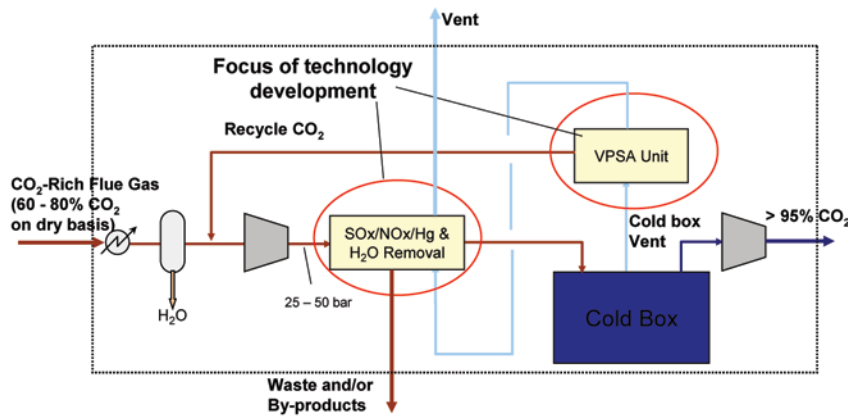 Vent
Focus of technology
development
Recycle CO₂
VPSA Unit
CO₂-Rich Flue Gas
(60 - 80% CO₂
on dry basis)
SOx/NOx/Hg &
H₂O Removal
Cold box
Vent
> 95% CO₂
25 – 50 bar
H₂O
Cold Box
Waste and/or
By-products